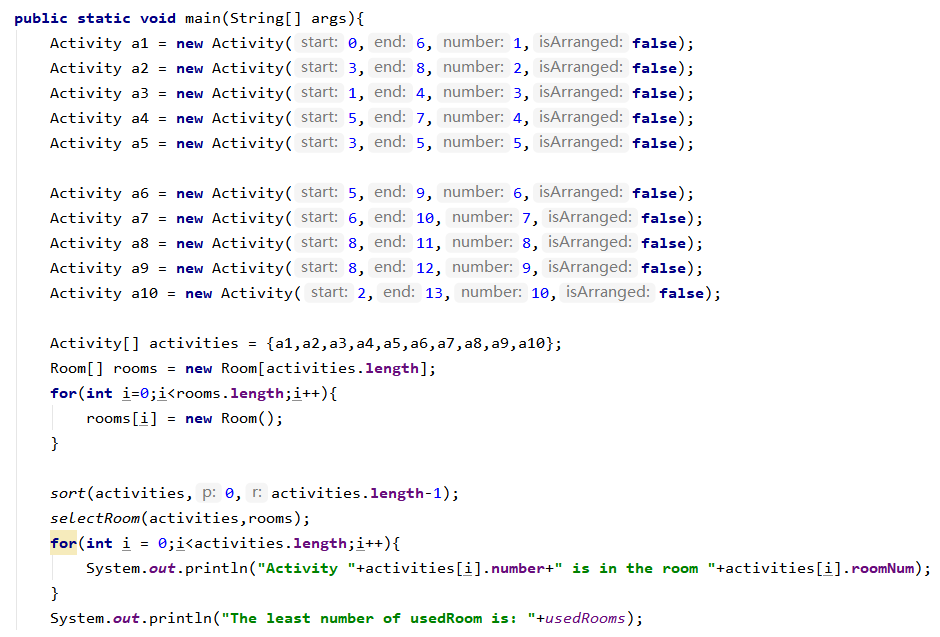 public static void main(String[] args){
Activity a1 = new Activity( start: 0, end: 6, number: 1, isArranged: false);
Activity a2 = new Activity( start: 3, end: 8, number: 2, isArranged: false);
Activity a3 = new Activity( start: 1, end: 4, number: 3, isArranged: false);
Activity a4 = new Activity( start: 5, end: 7, number: 4, isArranged: false);
Activity a5 = new Activity( start: 3, end: 5, number: 5, isArranged: false);
Activity a6 = new Activity( start: 5, end: 9, number: 6, isArranged: false);
Activity a7 = new Activity( start: 6, end: 10, number: 7, isArranged: false);
Activity a8 = new Activity( start: 8, end: 11, number: 8, isArranged: false);
Activity a9 = new Activity( start: 8, end: 12, number: 9, isArranged: false);
Activity a10 = new Activity( start: 2, end: 13, number: 10, isArranged: false);
Activity[] activities = {a1,a2,a3,a4,a5,a6,a7,a8,a9,a10};
Room[] rooms = new Room[activities.length];
for(int i=0;i<rooms.length;i++){
rooms[i] = new Room();
}
sort(activities, p: 0, r: activities.length-1);
selectRoom(activities,rooms);
for(int i = 0;i<activities.length;i++){
System.out.println("Activity "+activities[i].number+" is in the room "+activities[i].roomNum);
}
System.out.println("The least number of usedRoom is: "+usedRooms);